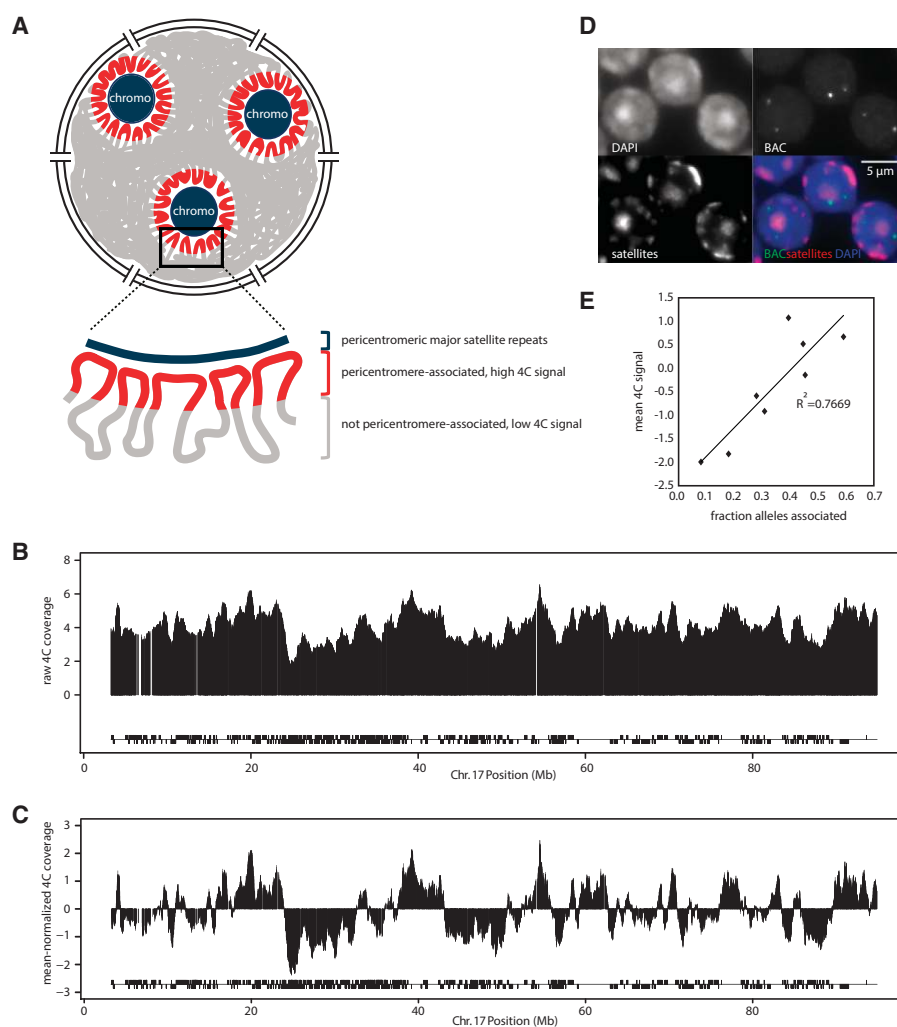 A
chromo
chromo
chromo
pericentromeric major satellite repeats
pericentromere-associated, high 4C signal
not pericentromere-associated, low 4C signal
D
DAPI
BAC
5 μm
satellites
BACsatellites DAPI
E
1.5
1.0
0.5
0.0
-0.5
-1.0
-1.5
-2.0
-2.5
mean 4C signal
R2=0.7669
0.0 0.1 0.2 0.3 0.4 0.5 0.6 0.7
fraction alleles associated
B
8
6
4
2
0
raw 4C coverage
0 20 40 60 80
Chr. 17 Position (Mb)
C
3
2
1
0
−1
−2
−3
mean-normalized 4C coverage
0 20 40 60 80
Chr. 17 Position (Mb)